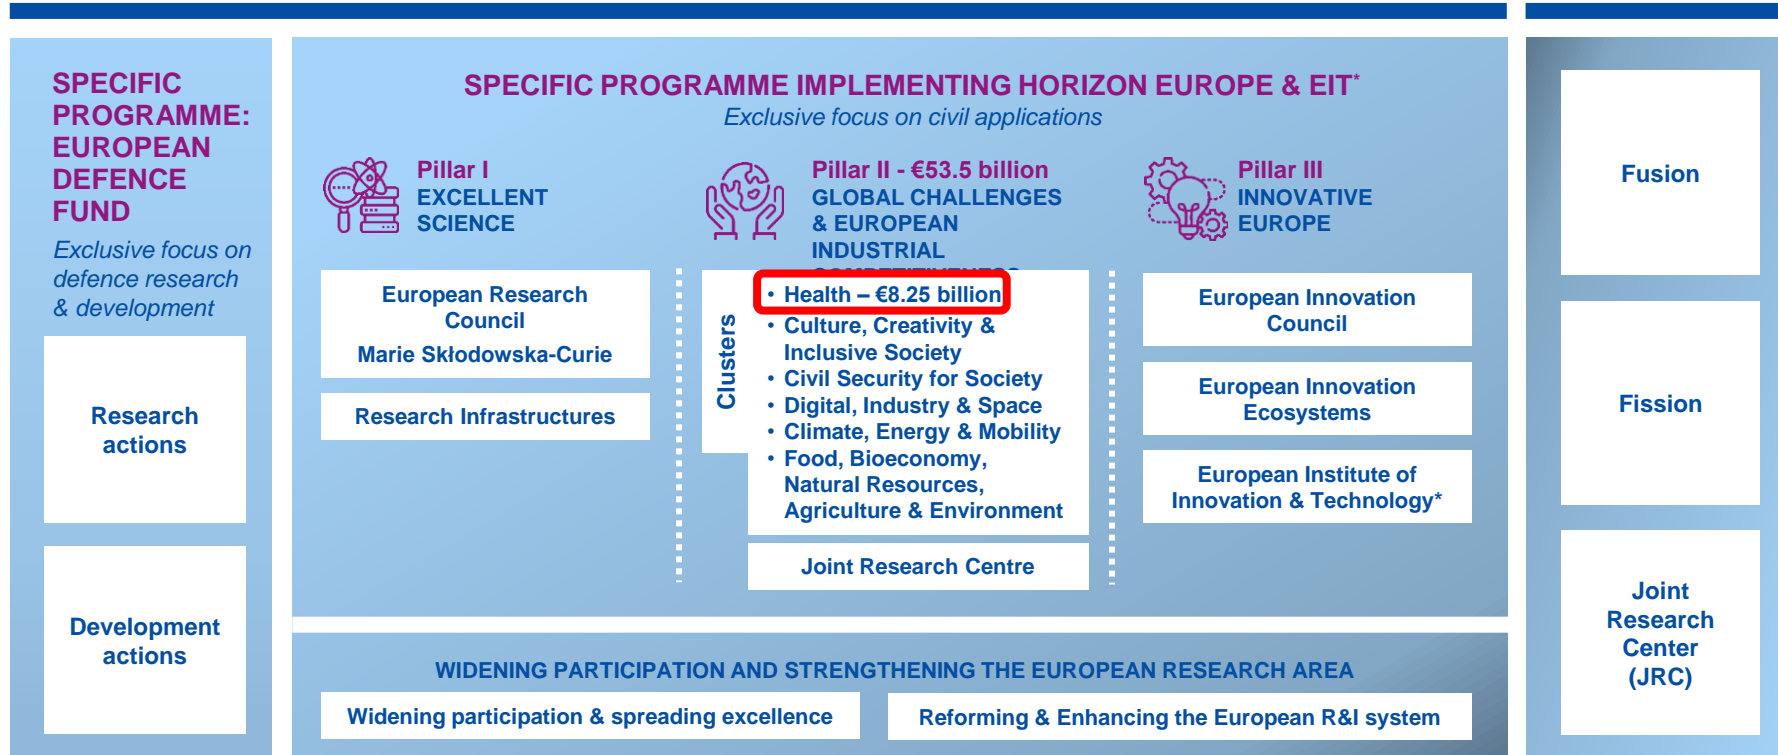 SPECIFIC
PROGRAMME:
EUROPEAN
DEFENCE
FUND
Exclusive focus on
defence research
& development
Research
actions
Development
actions
SPECIFIC PROGRAMME IMPLEMENTING HORIZON EUROPE & EIT*
Exclusive focus on civil applications
Pillar I
EXCELLENT
SCIENCE
European Research
Council
Marie Skłodowska-Curie
Research Infrastructures
Pillar II - €53.5 billion
GLOBAL CHALLENGES
& EUROPEAN
INDUSTRIAL
COMPETITIVENESS
Clusters
• Health – €8.25 billion
• Culture, Creativity &
Inclusive Society
• Civil Security for Society
• Digital, Industry & Space
• Climate, Energy & Mobility
• Food, Bioeconomy,
Natural Resources,
Agriculture & Environment
Joint Research Centre
Pillar III
INNOVATIVE
EUROPE
European Innovation
Council
European Innovation
Ecosystems
European Institute of
Innovation & Technology*
WIDENING PARTICIPATION AND STRENGTHENING THE EUROPEAN RESEARCH AREA
Widening participation & spreading excellence
Reforming & Enhancing the European R&I system
Fusion
Fission
Joint
Research
Center
(JRC)